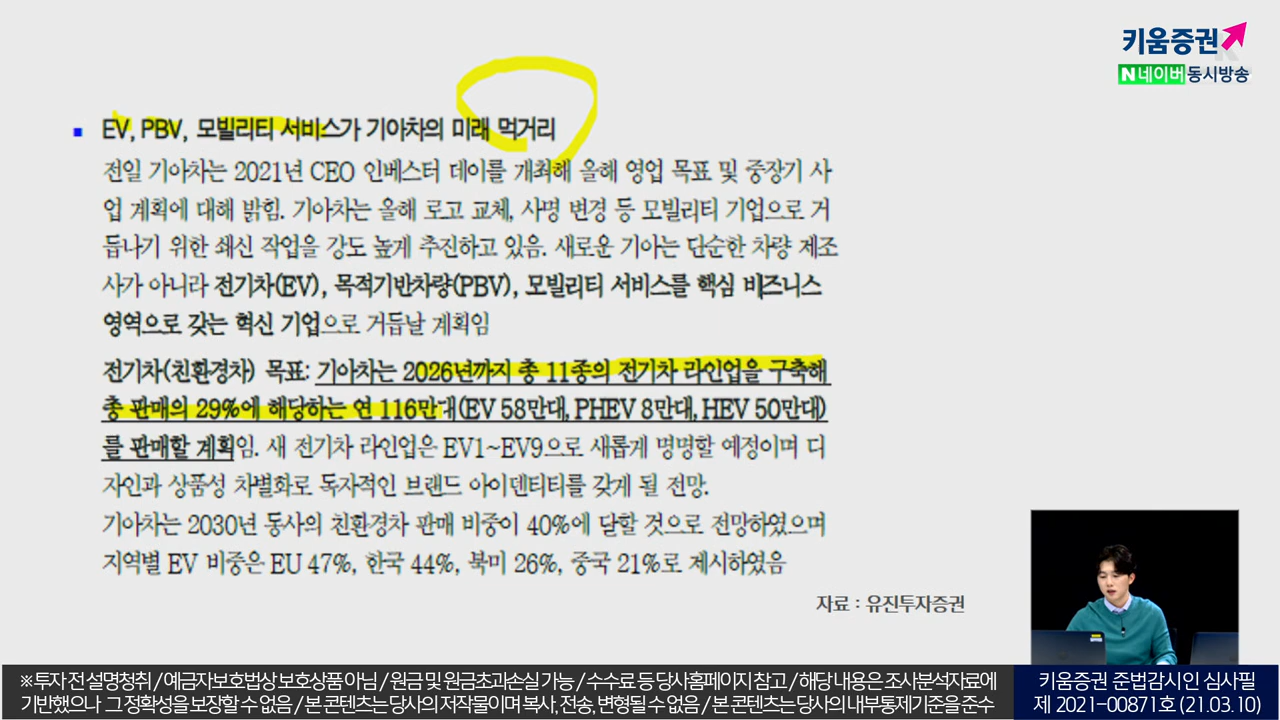 키움증권
N 네이버 동시방송
EV, PBV, 모빌리티 서비스가 기아차의 미래 먹거리
전일 기아차는 2021년 CEO 인베스터 데이를 개최해 올해 영업 목표 및 중장기 사
업 계획에 대해 밝힘. 기아차는 올해 로고 교체, 사명 변경 등 모빌리티 기업으로 거
듭나기 위한 쇄신 작업을 강도 높게 추진하고 있음. 새로운 기아는 단순한 차량 제조
사가 아니라 전기차(EV), 목적기반차량(PBV), 모빌리티 서비스를 핵심 비즈니스
영역으로 갖는 혁신 기업으로 거듭날 계획임
전기차(친환경차) 목표: 기아차는 2026년까지 총 11종의 전기차 라인업을 구축해
총 판매의 29%에 해당하는 연 116만대(EV 58만대, PHEV 8만대, HEV 50만대)
를 판매할 계획임. 새 전기차 라인업은 EV1~EV9으로 새롭게 명명할 예정이며 디
자인과 상품성 차별화로 독자적인 브랜드 아이덴티티를 갖게 될 전망.
기아차는 2030년 동사의 친환경차 판매 비중이 40%에 달할 것으로 전망하였으며
지역별 EV 비중은 EU 47%, 한국 44%, 북미 26%, 중국 21%로 제시하였음
자료 : 유진투자증권
※ 투자 전 설명청취 / 예금자보호법상 보호상품 아님 / 원금 및 원금초과손실 가능 / 수수료 등 당사홈페이지 참고 / 해당 내용은 조사분석자료에
기반했으나 그 정확성을 보장할 수 없음 / 본 콘텐츠는 당사의 저작물이며 복사, 전송, 변형될 수 없음 / 본 콘텐츠는 당사의 내부통제기준을 준수
키움증권 준법감시인 심사필
제 2021-00871호 (21.03.10)